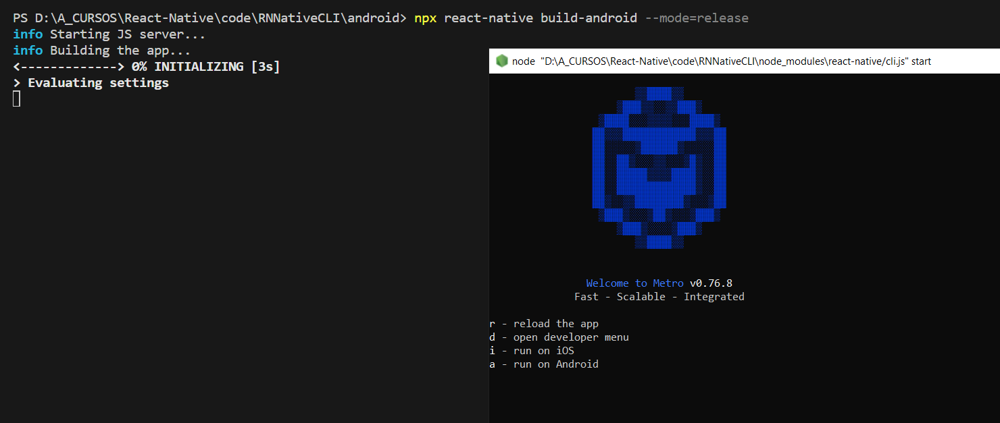 PS D:\A_CURSOS\React-Native\code\RNNativeCLI\android> npx react-native build-android --mode=release
info Starting JS server...
info Building the app...
<-------------> 0% INITIALIZING [3s]
> Evaluating settings
node "D:\A_CURSOS\React-Native\code\RNNativeCLI\node_modules\react-native/cli.js" start
Welcome to Metro v0.76.8
Fast - Scalable - Integrated
r - reload the app
d - open developer menu
i - run on iOS
a - run on Android